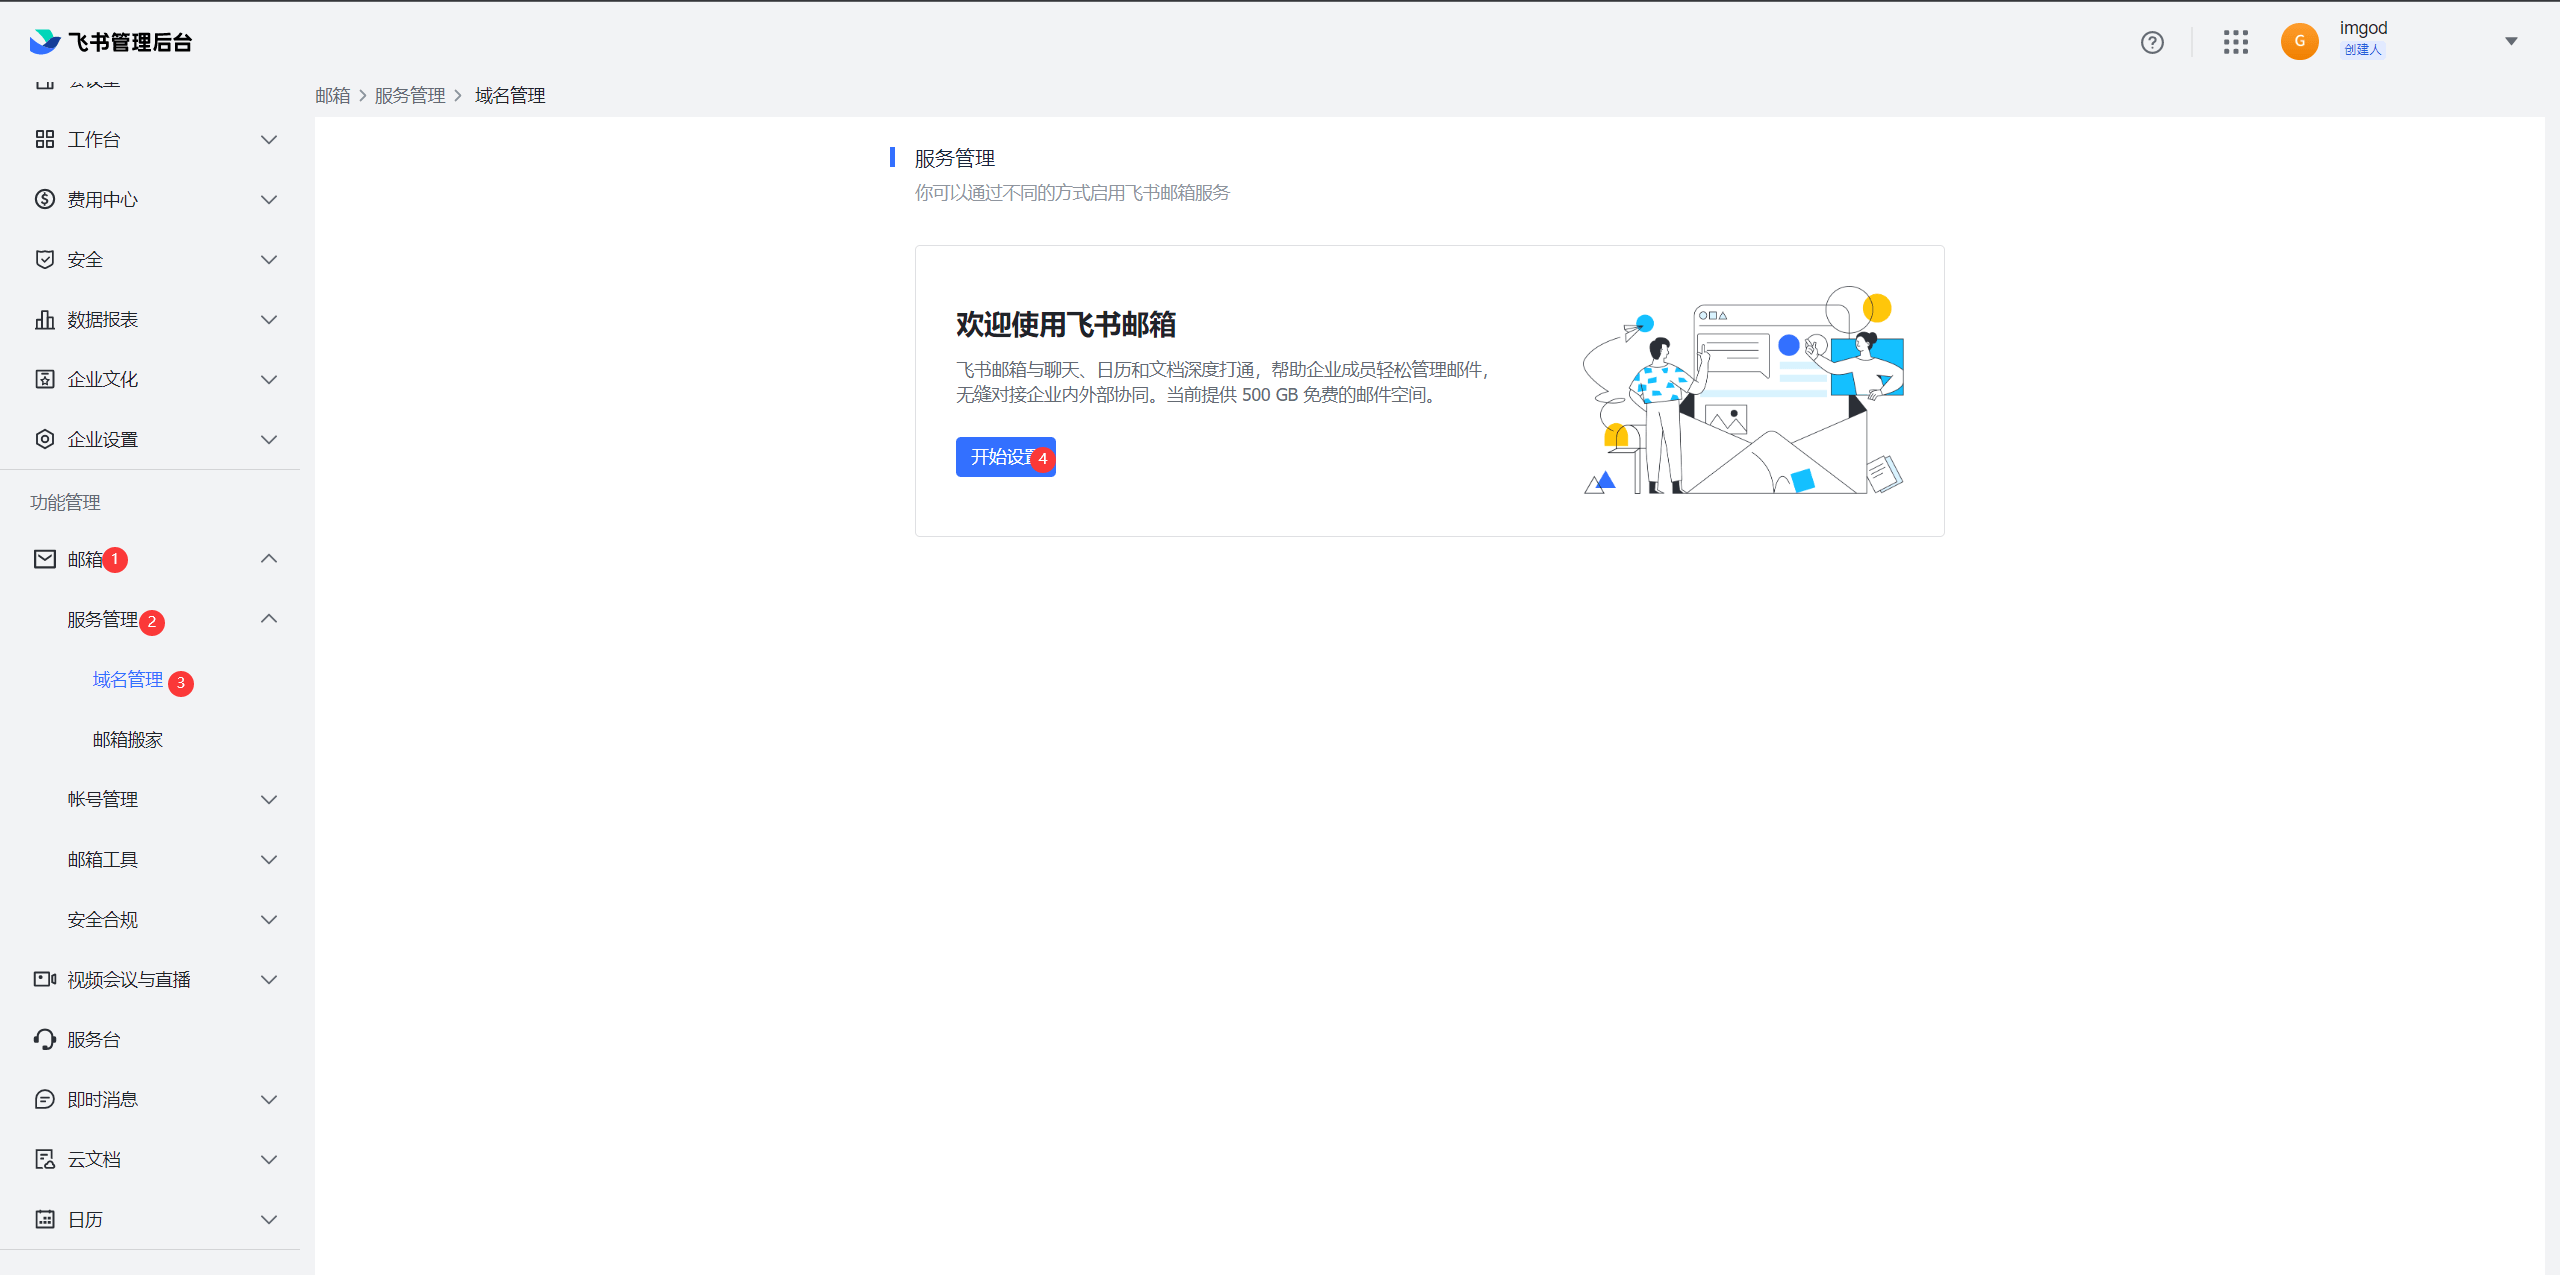 飞书管理后台
imgod
G
创建人
邮箱 > 服务管理 > 域名管理
工作台
费用中心
安全
数据报表
企业文化
企业设置
功能管理
邮箱 1
服务管理 2
域名管理 3
邮箱搬家
帐号管理
邮箱工具
安全合规
视频会议与直播
服务台
即时消息
云文档
日历
服务管理
你可以通过不同的方式启用飞书邮箱服务
欢迎使用飞书邮箱
飞书邮箱与聊天、日历和文档深度打通，帮助企业成员轻松管理邮件，
无缝对接企业内外部协同。当前提供 500 GB 免费的邮件空间。
开始设置 4